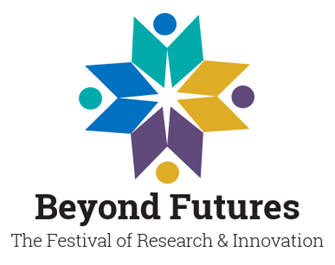 Beyond Futures
The Festival of Research & Innovation